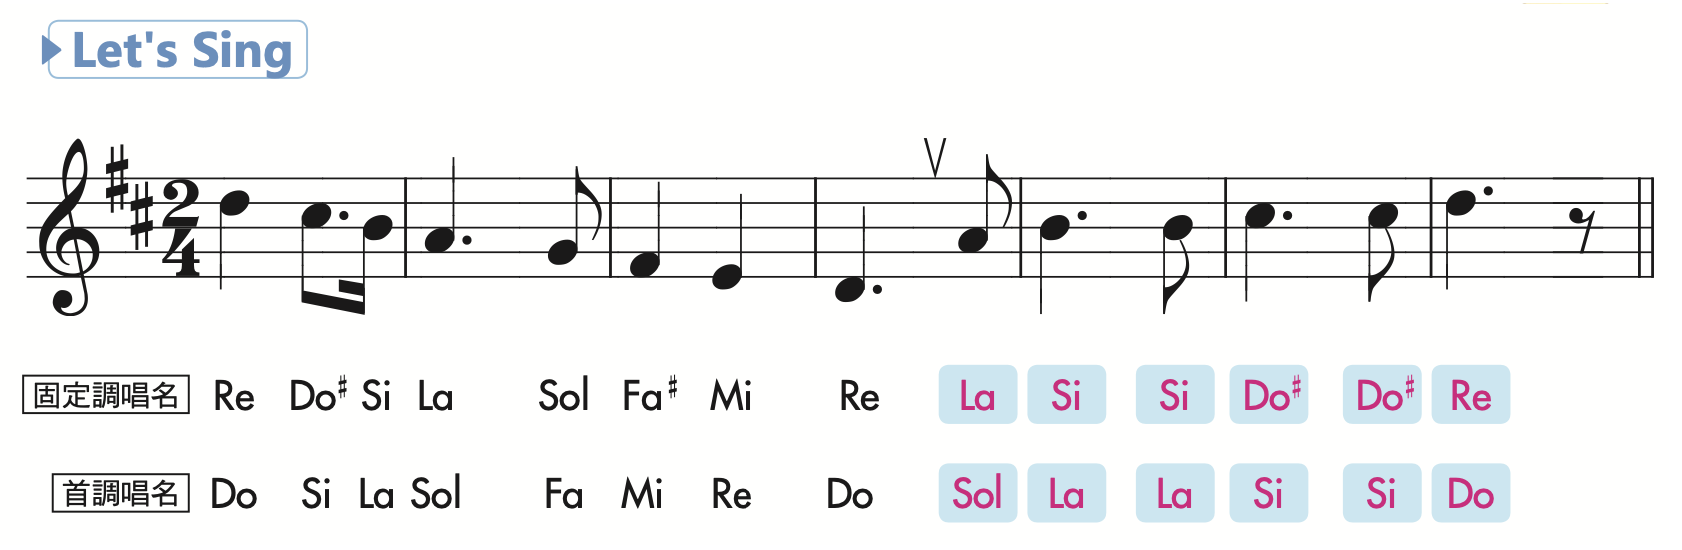 Let's Sing
2
4
固定調唱名 Re Do♯ Si La Sol Fa♯ Mi Re La Si Si Do♯ Do♯ Re
首調唱名 Do Si La Sol Fa Mi Re Do Sol La La Si Si Do